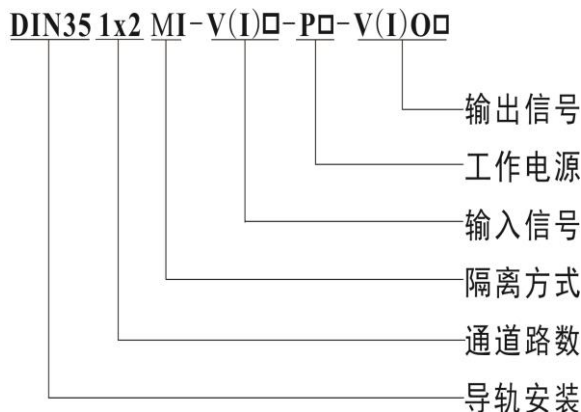 DIN35 1x2 MI-V(I)□-P□-V(I)O□
输出信号
工作电源
输入信号
隔离方式
通道路数
导轨安装